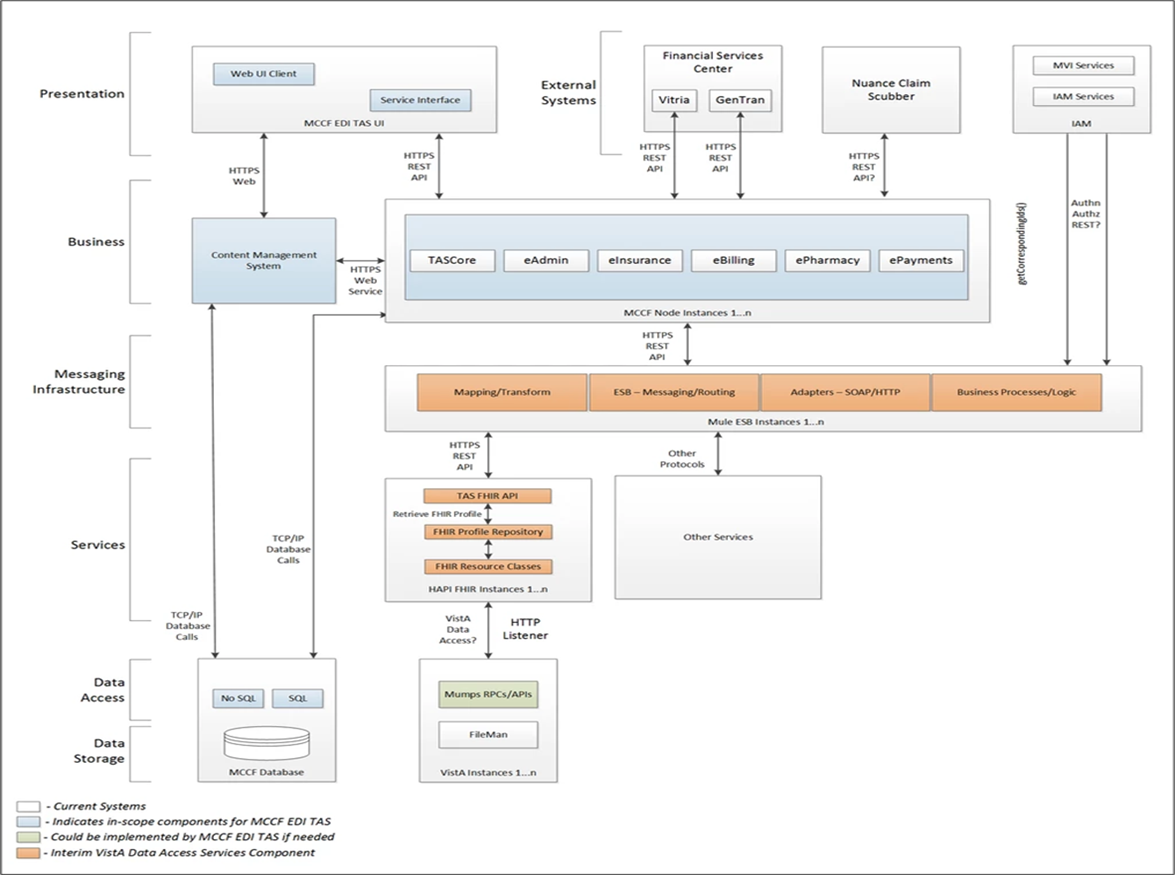 Presentation
Web UI Client
Service Interface
MCCF EDI TAS UI
External
Systems
Financial Services
Center
Vitria
GenTran
Nuance Claim
Scubber
MVI Services
IAM Services
IAM
HTTPS
Web
HTTPS
REST
API
HTTPS
REST
API
HTTPS
REST
API
HTTPS
REST
API?
getCorrespondingIds()
Authn
Authz
REST?
Business
Content Management
System
HTTPS
Web
Service
TASCore
eAdmin
eInsurance
eBilling
ePharmacy
ePayments
MCCF Node Instances 1...n
HTTPS
REST
API
Messaging
Infrastructure
Mapping/Transform
ESB – Messaging/Routing
Adapters – SOAP/HTTP
Business Processes/Logic
Mule ESB Instances 1...n
HTTPS
REST
API
Other
Protocols
Services
TAS FHIR API
Retrieve FHIR Profile
FHIR Profile Repository
FHIR Resource Classes
HAPI FHIR Instances 1...n
Other Services
TCP/IP
Database
Calls
TCP/IP
Database
Calls
VistA
Data
Access?
HTTP
Listener
Data
Access
No SQL
SQL
Mumps RPCs/APIs
Data
Storage
FileMan
MCCF Database
VistA Instances 1...n
- Current Systems
- Indicates in-scope components for MCCF EDI TAS
- Could be implemented by MCCF EDI TAS if needed
- Interim VistA Data Access Services Component